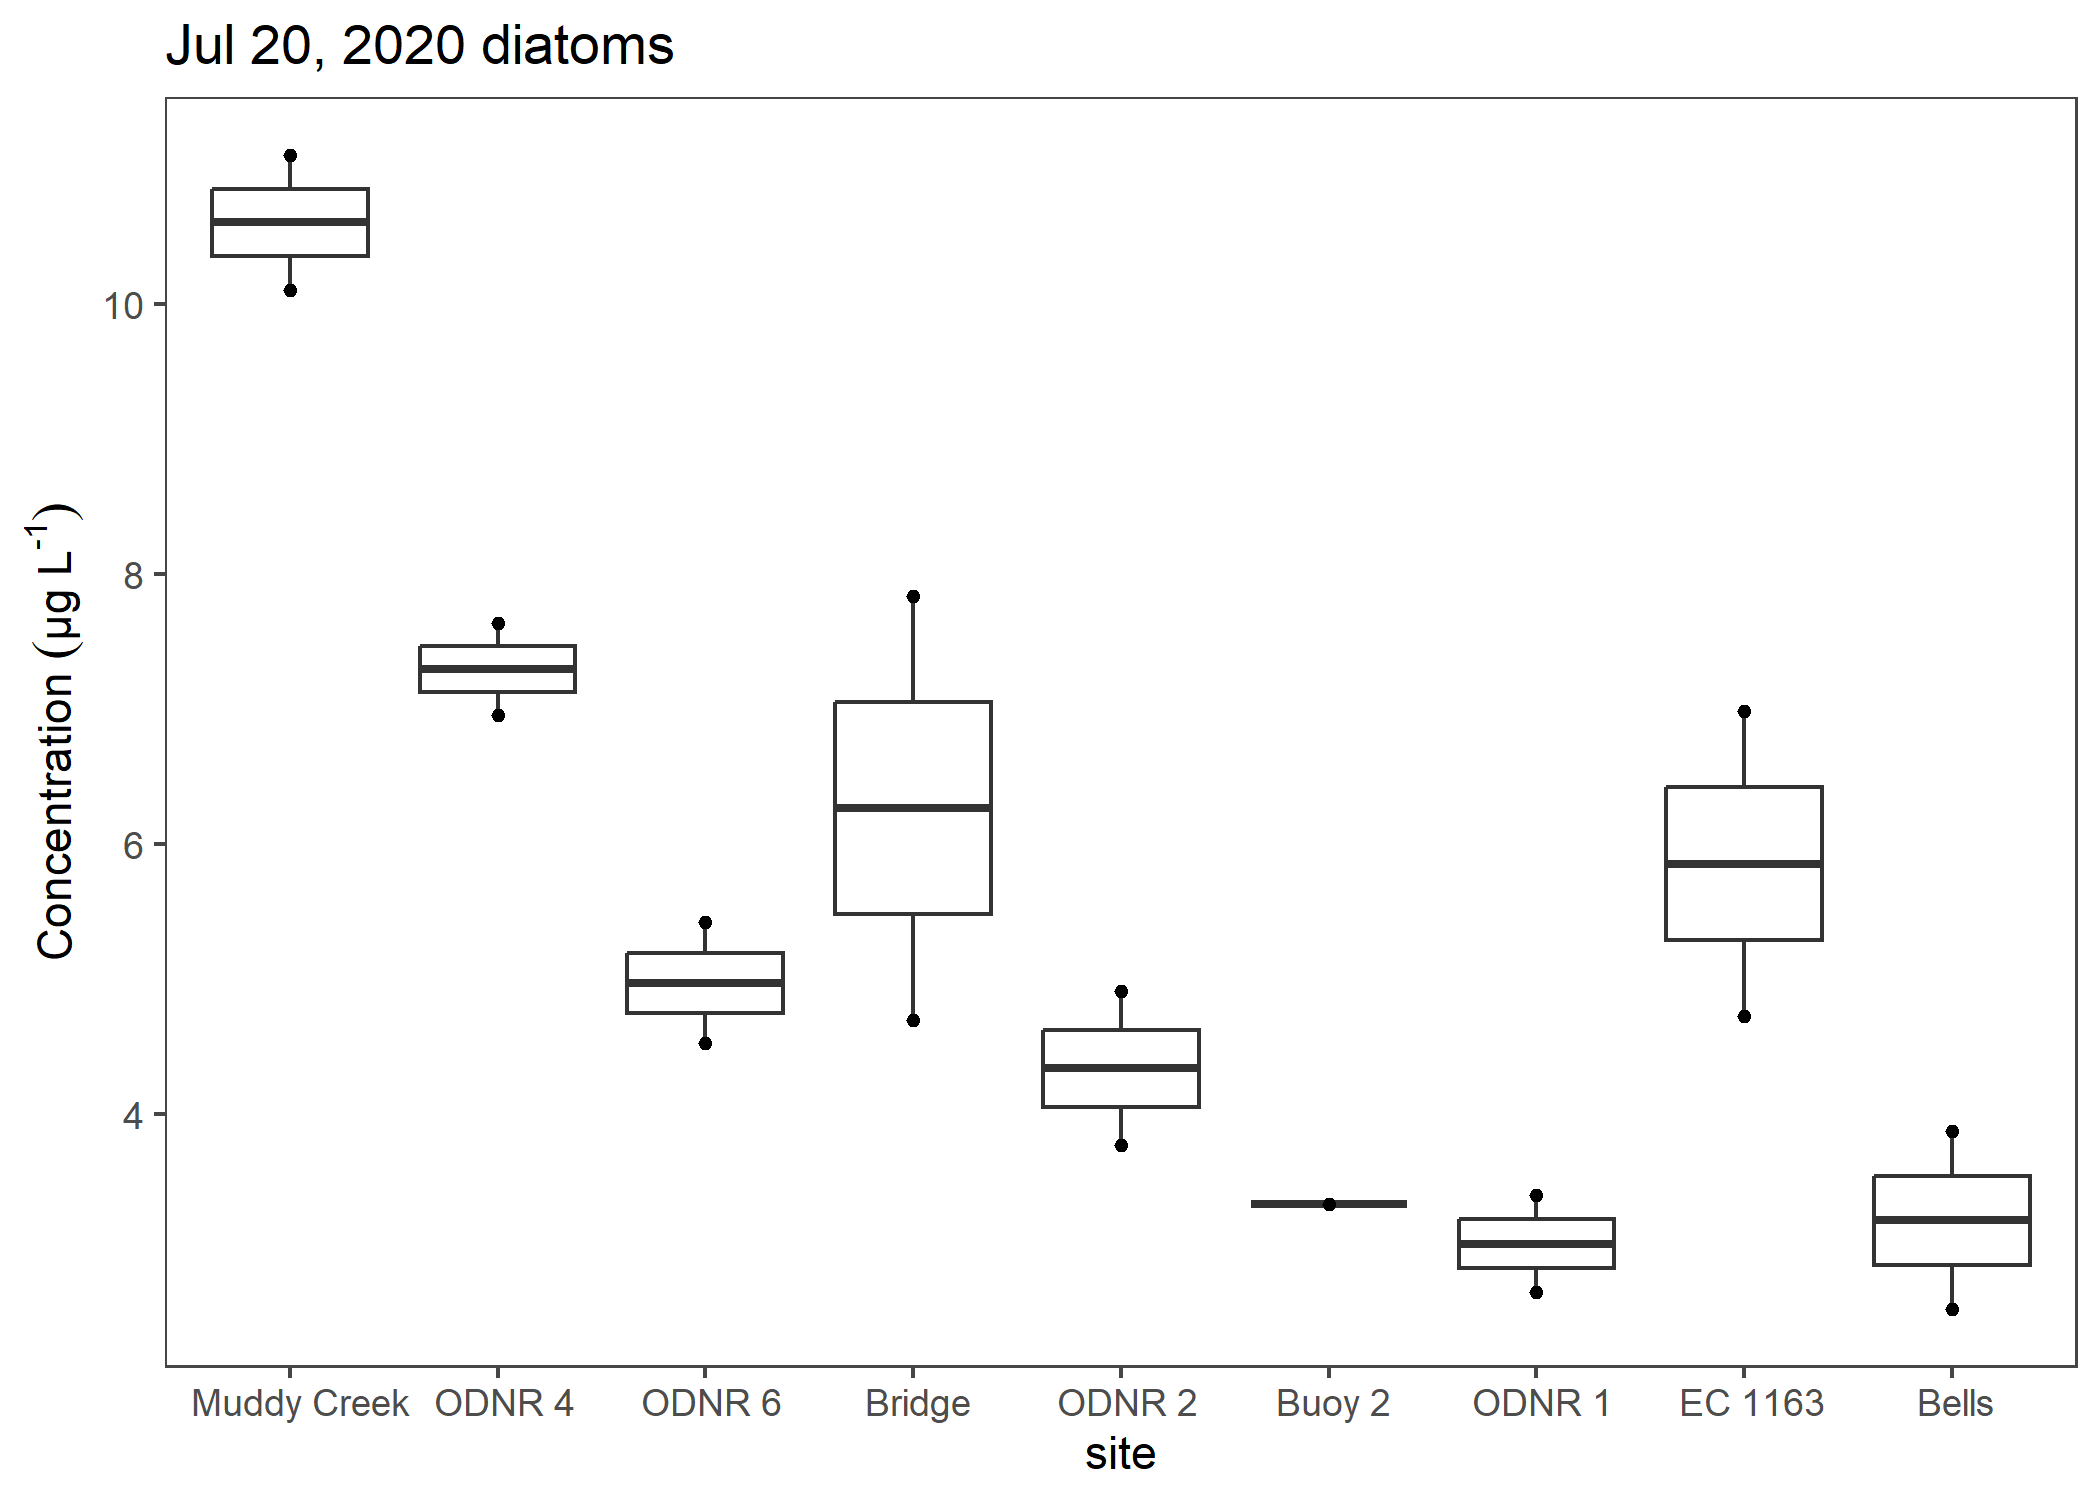 Jul 20, 2020 diatoms
Concentration (µg L⁻¹)
10
8
6
4
Muddy Creek ODNR 4 ODNR 6 Bridge ODNR 2 Buoy 2 ODNR 1 EC 1163 Bells
site